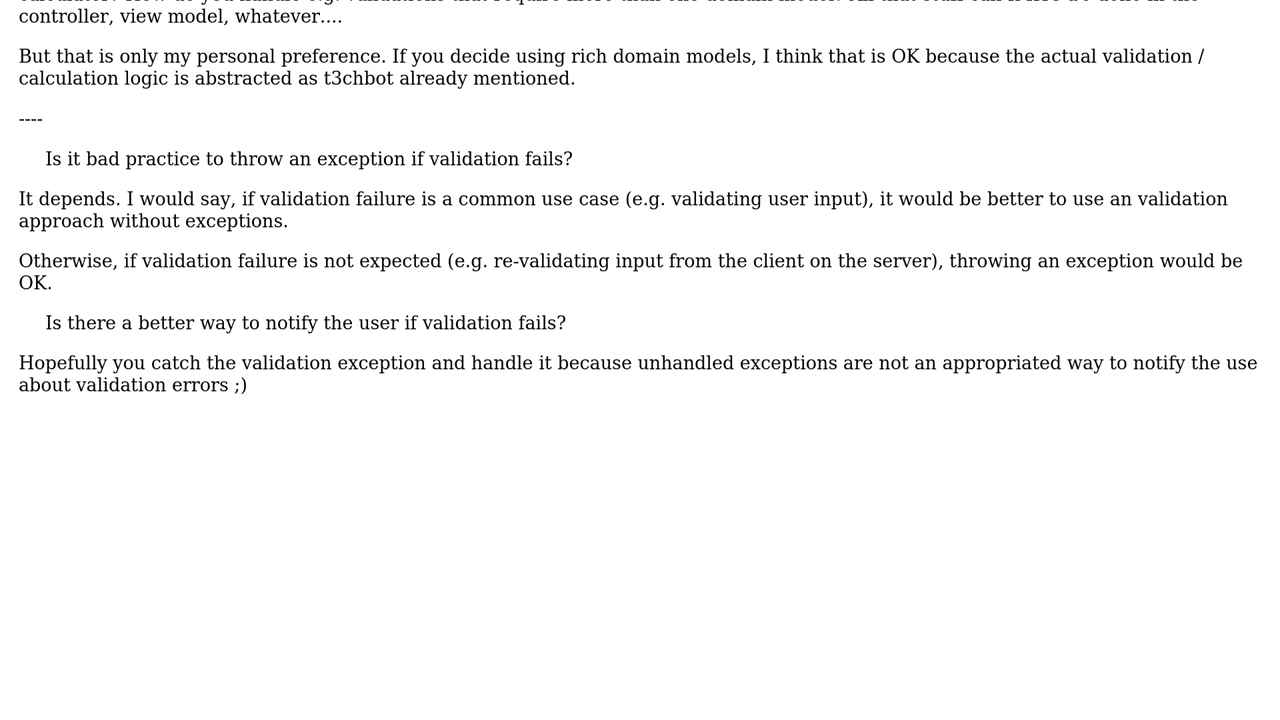 controller, view model, whatever....
But that is only my personal preference. If you decide using rich domain models, I think that is OK because the actual validation /
calculation logic is abstracted as t3chbot already mentioned.
----
Is it bad practice to throw an exception if validation fails?
It depends. I would say, if validation failure is a common use case (e.g. validating user input), it would be better to use an validation
approach without exceptions.
Otherwise, if validation failure is not expected (e.g. re-validating input from the client on the server), throwing an exception would be
OK.
Is there a better way to notify the user if validation fails?
Hopefully you catch the validation exception and handle it because unhandled exceptions are not an appropriated way to notify the use
about validation errors ;)